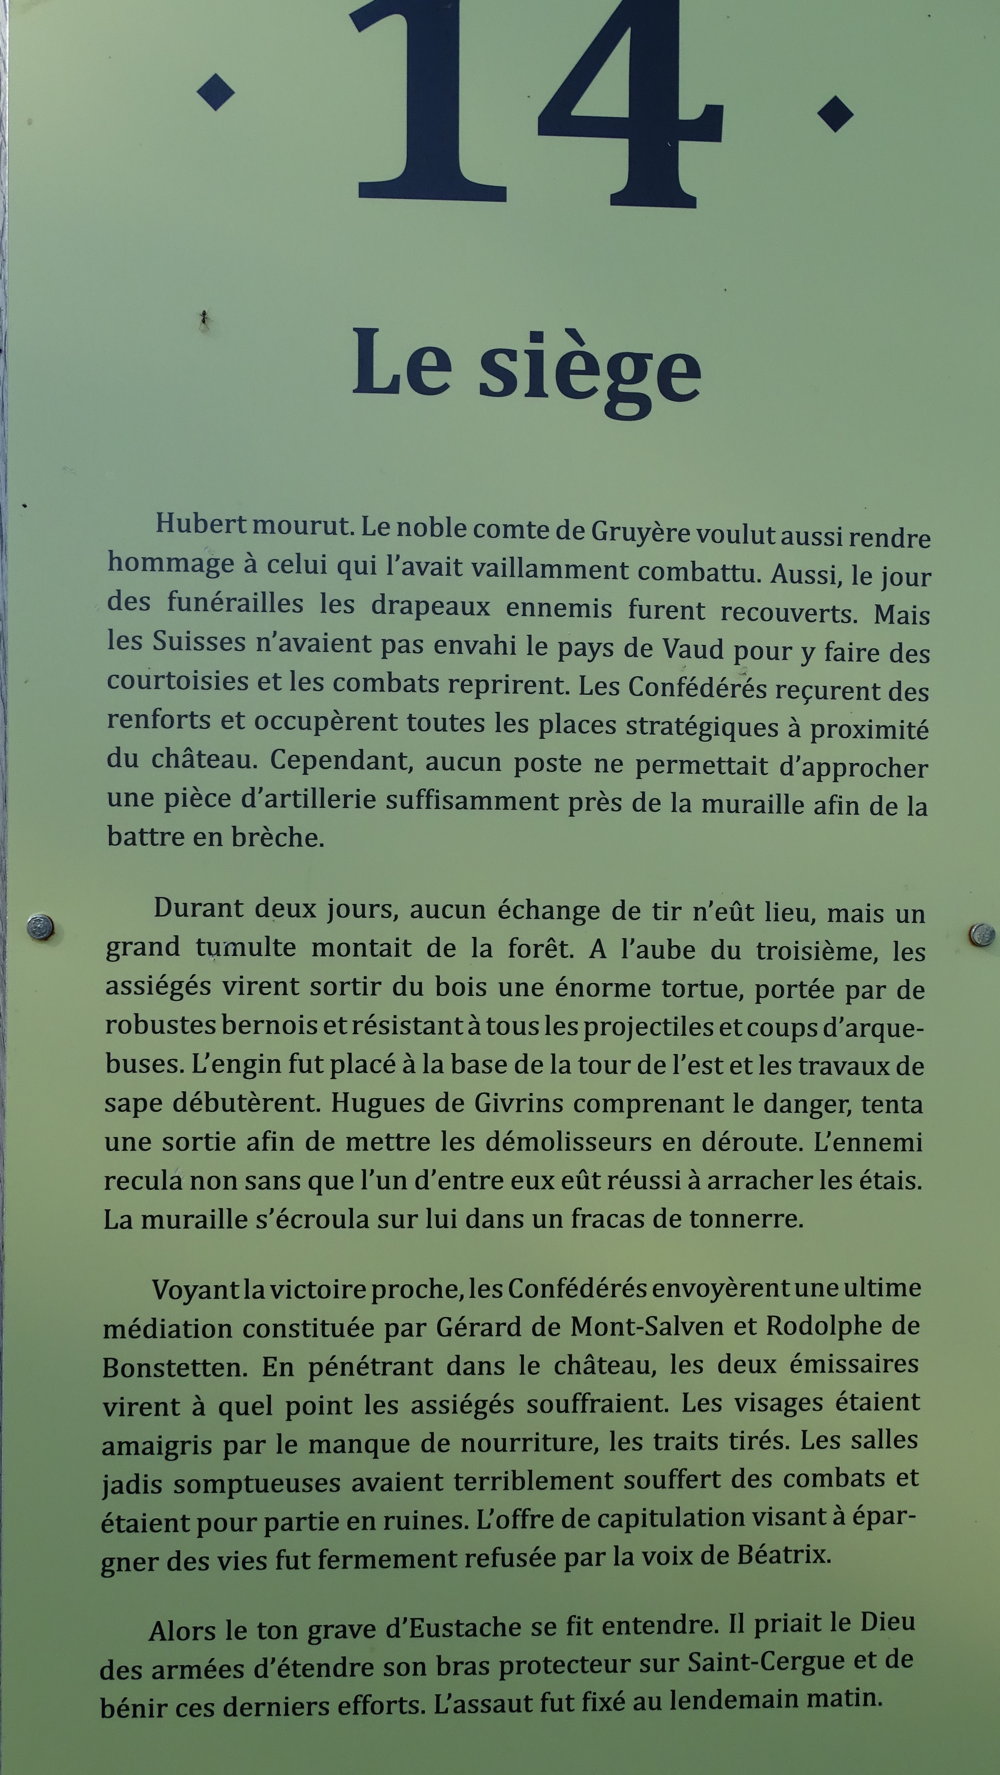 14
Le siège
Hubert mourut. Le noble comte de Gruyère voulut aussi rendre
hommage à celui qui l’avait vaillamment combattu. Aussi, le jour
des funérailles les drapeaux ennemis furent recouverts. Mais
les Suisses n’avaient pas envahi le pays de Vaud pour y faire des
courtoisies et les combats reprirent. Les Confédérés reçurent des
renforts et occupèrent toutes les places stratégiques à proximité
du château. Cependant, aucun poste ne permettait d’approcher
une pièce d’artillerie suffisamment près de la muraille afin de la
battre en brèche.
Durant deux jours, aucun échange de tir n’eût lieu, mais un
grand tumulte montait de la forêt. A l’aube du troisième, les
assiégés virent sortir du bois une énorme tortue, portée par de
robustes bernois et résistant à tous les projectiles et coups d’arque-
buses. L’engin fut placé à la base de la tour de l’est et les travaux de
sape débutèrent. Hugues de Givrins comprenant le danger, tenta
une sortie afin de mettre les démolisseurs en déroute. L’ennemi
recula non sans que l’un d’entre eux eût réussi à arracher les étais.
La muraille s’écroula sur lui dans un fracas de tonnerre.
Voyant la victoire proche, les Confédérés envoyèrent une ultime
médiation constituée par Gérard de Mont-Salven et Rodolphe de
Bonstetten. En pénétrant dans le château, les deux émissaires
virent à quel point les assiégés souffraient. Les visages étaient
amaigris par le manque de nourriture, les traits tirés. Les salles
jadis somptueuses avaient terriblement souffert des combats et
étaient pour partie en ruines. L’offre de capitulation visant à épar-
gner des vies fut fermement refusée par la voix de Béatrix.
Alors le ton grave d’Eustache se fit entendre. Il priait le Dieu
des armées d’étendre son bras protecteur sur Saint-Cergue et de
bénir ces derniers efforts. L’assaut fut fixé au lendemain matin.